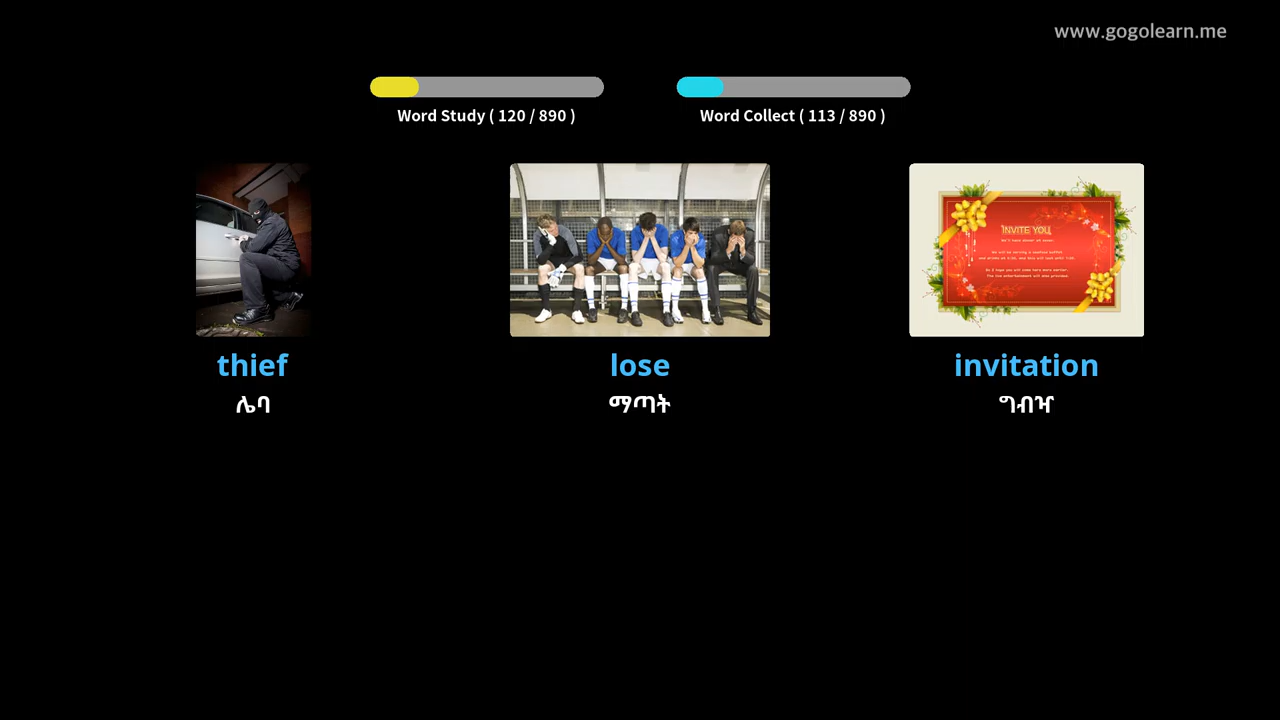 www.gogolearn.me
Word Study ( 120 / 890 )
Word Collect ( 113 / 890 )
INVITE YOU
thief
lose
invitation
ሌባ
ማጣት
ግብዣ